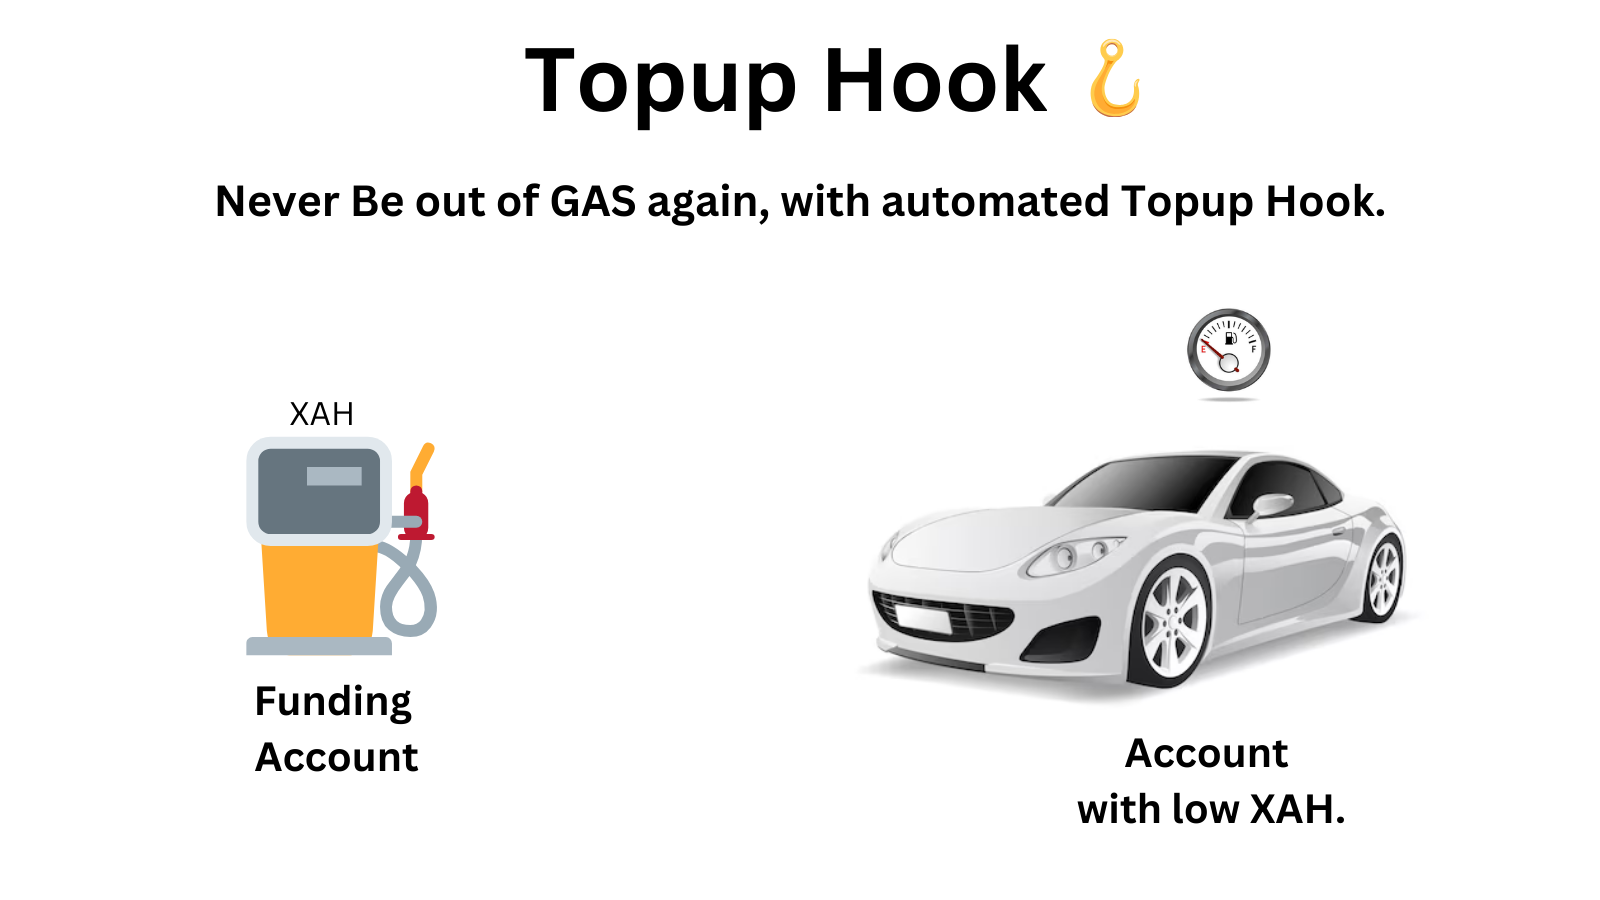 Topup Hook
Never Be out of GAS again, with automated Topup Hook.
E F
XAH
Funding
Account
Account
with low XAH.